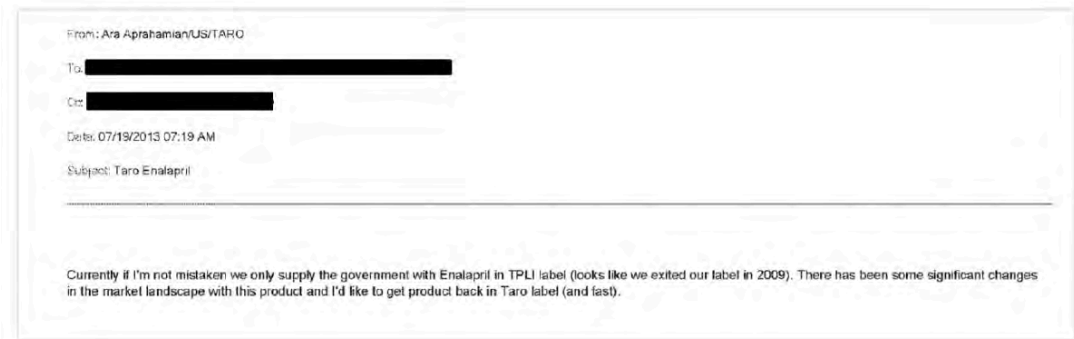 From: Ara Aprahamian/US/TARO
To:
Cc:
Date: 07/19/2013 07:19 AM
Subject: Taro Enalapril
Currently if I'm not mistaken we only supply the government with Enalapril in TPLI label (looks like we exited our label in 2009). There has been some significant changes
in the market landscape with this product and I'd like to get product back in Taro label (and fast).